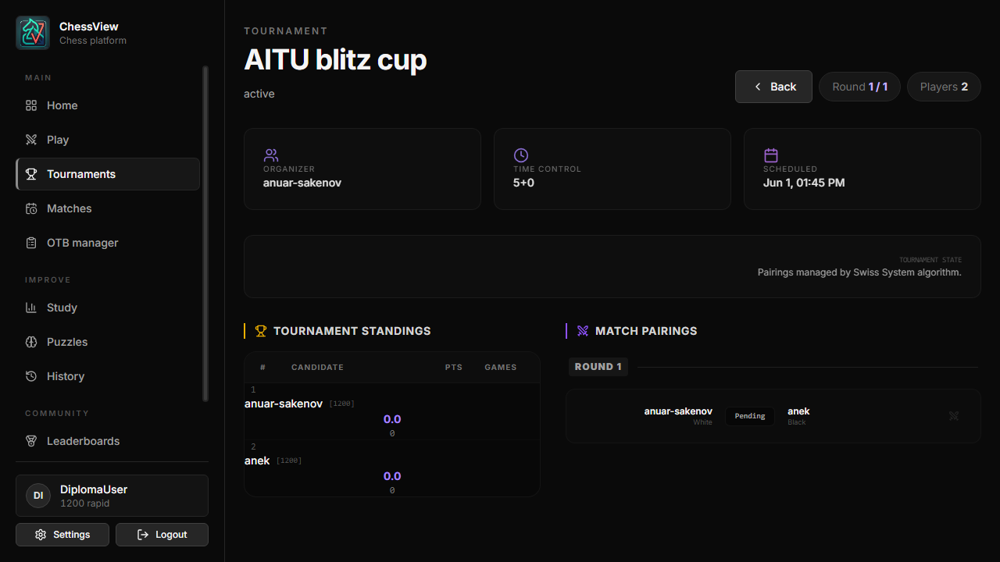 ChessView
Chess platform
MAIN
Home
Play
Tournaments
Matches
OTB manager
IMPROVE
Study
Puzzles
History
COMMUNITY
Leaderboards
DI
DiplomaUser
1200 rapid
Settings
Logout
TOURNAMENT
AITU blitz cup
active
Back
Round 1 / 1
Players 2
ORGANIZER
anuar-sakenov
TIME CONTROL
5+0
SCHEDULED
Jun 1, 01:45 PM
TOURNAMENT STATE
Pairings managed by Swiss System algorithm.
TOURNAMENT STANDINGS
# CANDIDATE PTS GAMES
1
anuar-sakenov [1200]
0.0
0
2
anek [1200]
0.0
0
MATCH PAIRINGS
ROUND 1
anuar-sakenov
White
Pending
anek
Black